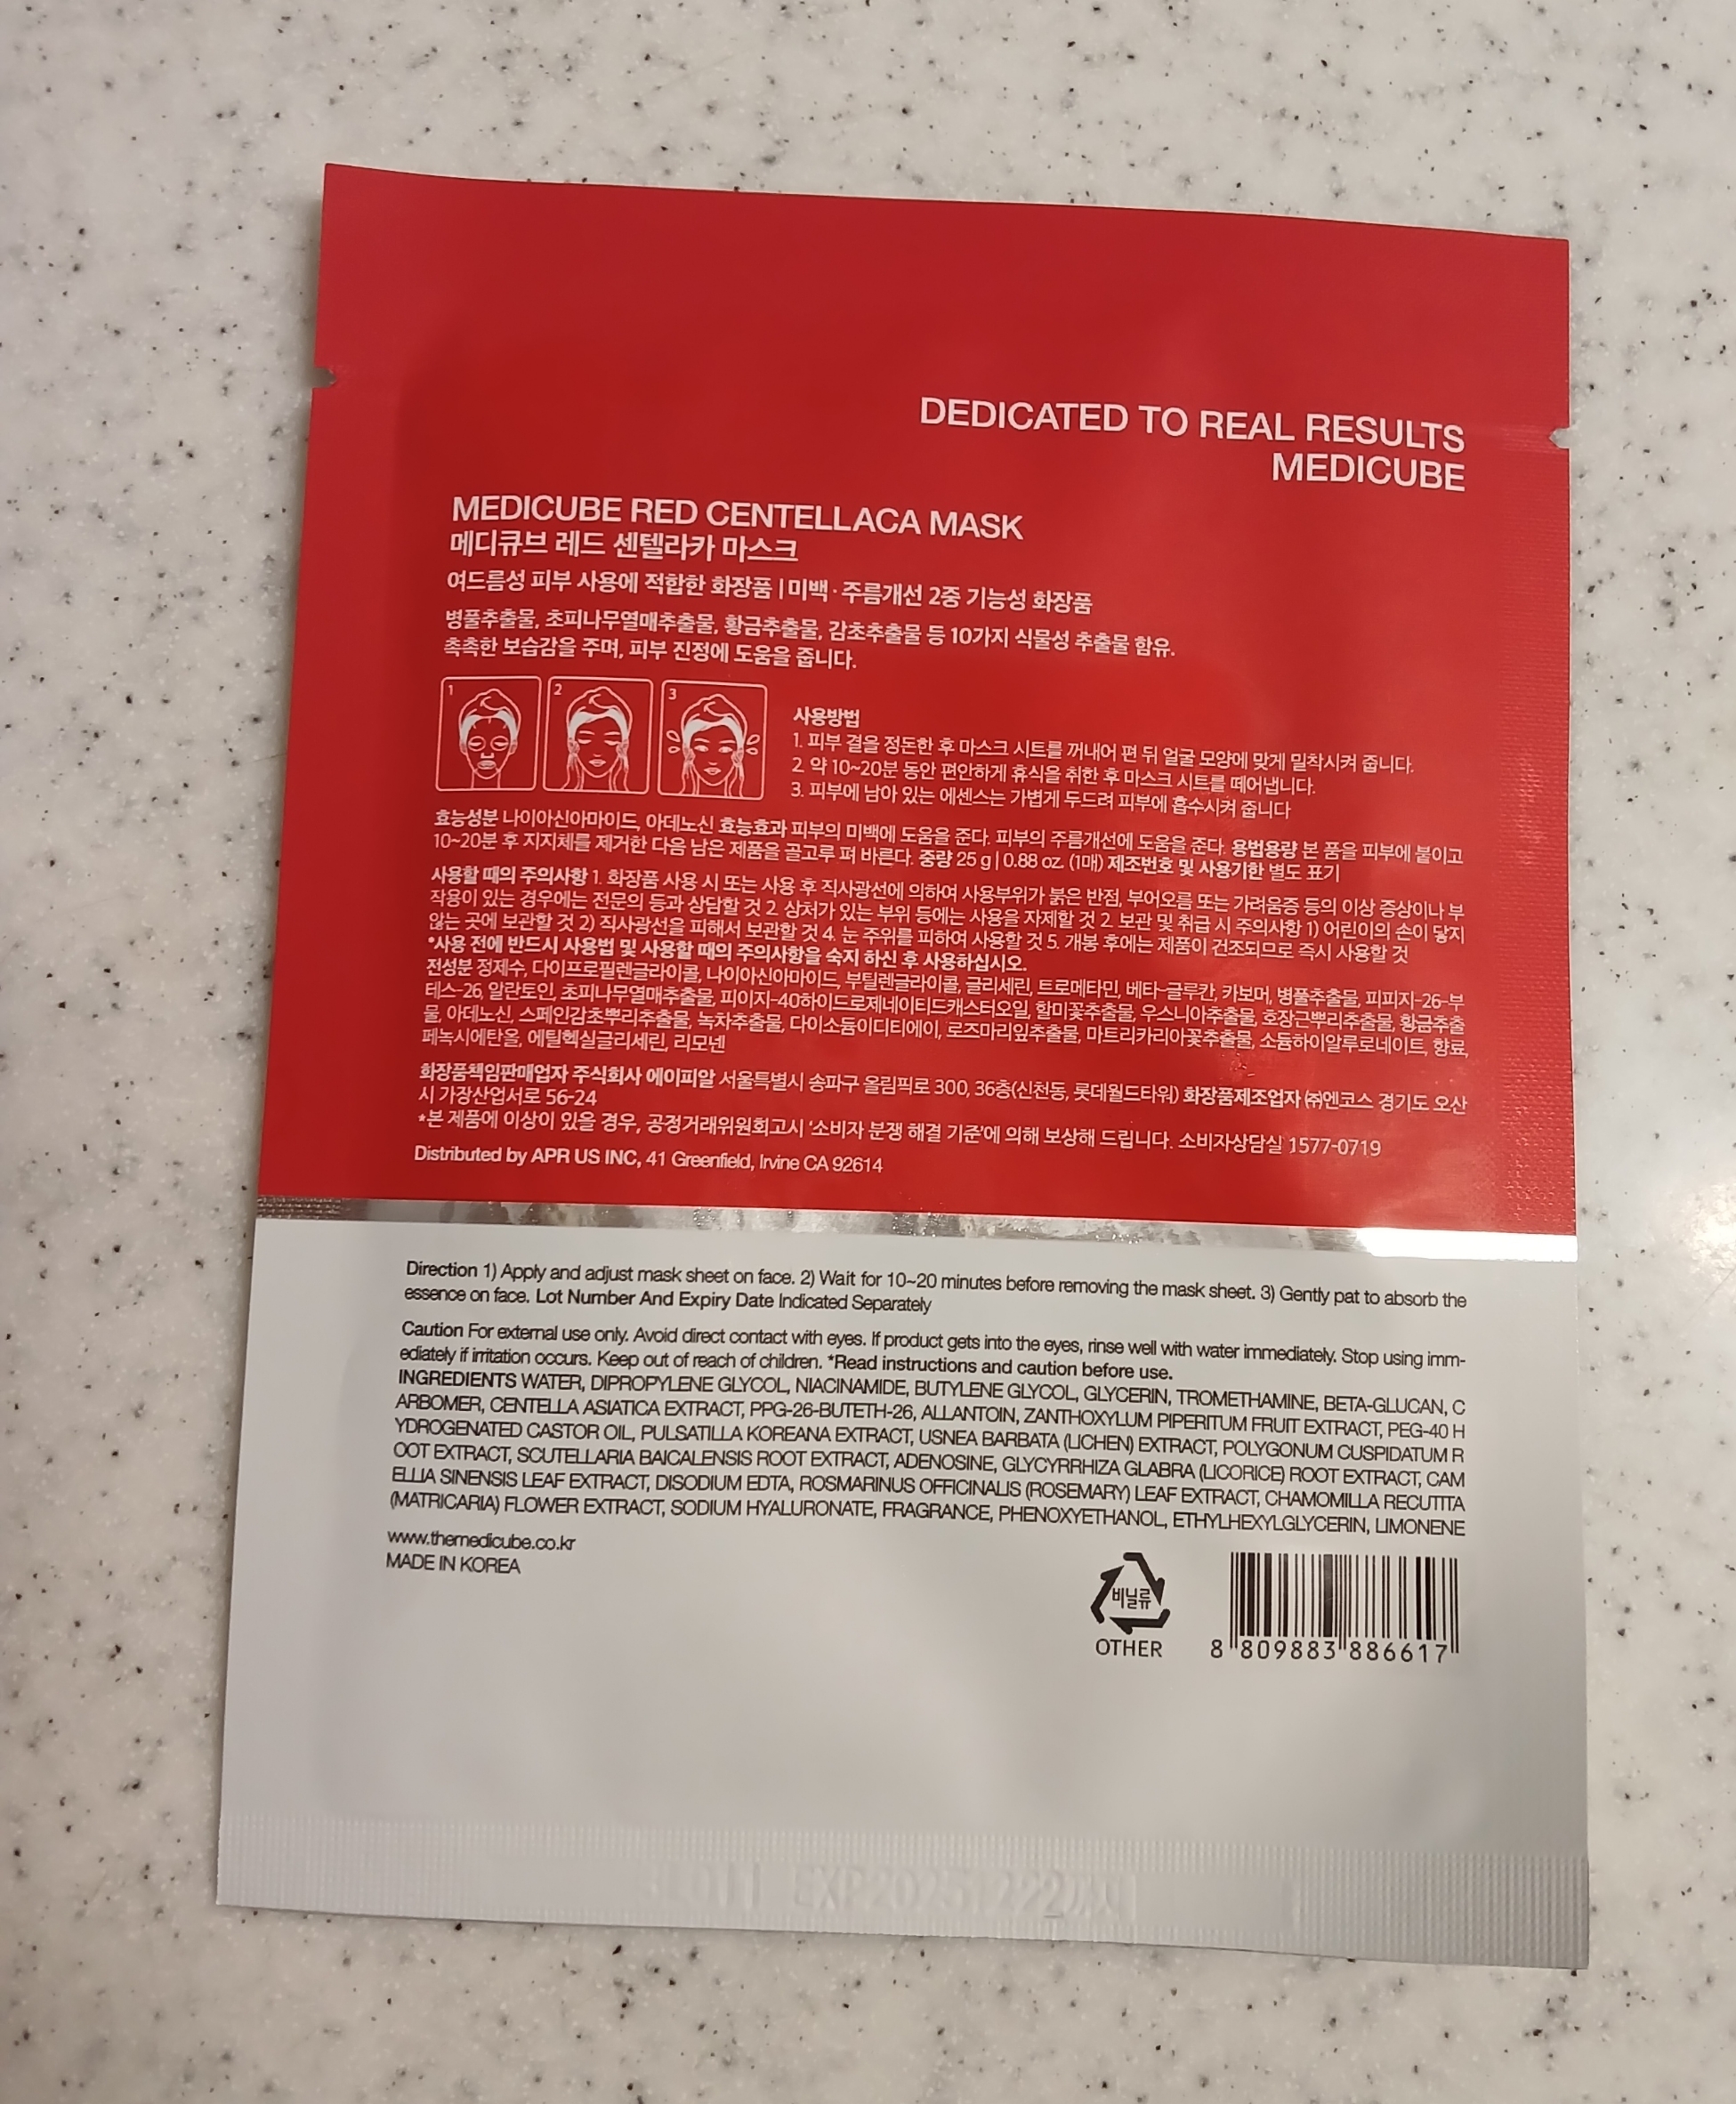 DEDICATED TO REAL RESULTS
MEDICUBE
MEDICUBE RED CENTELLACA MASK
메디큐브 레드 센텔라카 마스크
여드름성 피부 사용에 적합한 화장품 | 미백 · 주름개선 2중 기능성 화장품
병풀추출물, 초피나무열매추출물, 황금추출물, 감초추출물 등 10가지 식물성 추출물 함유.
촉촉한 보습감을 주며, 피부 진정에 도움을 줍니다.
1 2 3
사용방법
1. 피부 결을 정돈한 후 마스크 시트를 꺼내어 편 뒤 얼굴 모양에 맞게 밀착시켜 줍니다.
2. 약 10~20분 동안 편안하게 휴식을 취한 후 마스크 시트를 떼어냅니다.
3. 피부에 남아 있는 에센스는 가볍게 두드려 피부에 흡수시켜 줍니다
효능성분 나이아신아마이드, 아데노신 효능효과 피부의 미백에 도움을 준다. 피부의 주름개선에 도움을 준다. 용법용량 본 품을 피부에 붙이고
10~20분 후 지지체를 제거한 다음 남은 제품을 골고루 펴 바른다. 중량 25 g | 0.88 oz. (1매) 제조번호 및 사용기한 별도 표기
사용할 때의 주의사항 1. 화장품 사용 시 또는 사용 후 직사광선에 의하여 사용부위가 붉은 반점, 부어오름 또는 가려움증 등의 이상 증상이나 부
작용이 있는 경우에는 전문의 등과 상담할 것 2. 상처가 있는 부위 등에는 사용을 자제할 것 2. 보관 및 취급 시 주의사항 1) 어린이의 손이 닿지
않는 곳에 보관할 것 2) 직사광선을 피해서 보관할 것 4. 눈 주위를 피하여 사용할 것 5. 개봉 후에는 제품이 건조되므로 즉시 사용할 것
*사용 전에 반드시 사용법 및 사용할 때의 주의사항을 숙지 하신 후 사용하십시오.
전성분 정제수, 다이프로필렌글라이콜, 나이아신아마이드, 부틸렌글라이콜, 글리세린, 트로메타민, 베타-글루칸, 카보머, 병풀추출물, 피피지-26-부
테스-26, 알란토인, 초피나무열매추출물, 피이지-40하이드로제네이티드캐스터오일, 할미꽃추출물, 우스니아추출물, 호장근뿌리추출물, 황금추출
물, 아데노신, 스페인감초뿌리추출물, 녹차추출물, 다이소듐이디티에이, 로즈마리잎추출물, 마트리카리아꽃추출물, 소듐하이알루로네이트, 향료,
페녹시에탄올, 에틸헥실글리세린, 리모넨
화장품책임판매업자 주식회사 에이피알 서울특별시 송파구 올림픽로 300, 36층(신천동, 롯데월드타워) 화장품제조업자 ㈜엔코스 경기도 오산
시 가장산업서로 56-24
*본 제품에 이상이 있을 경우, 공정거래위원회고시 '소비자 분쟁 해결 기준'에 의해 보상해 드립니다. 소비자상담실 1577-0719
Distributed by APR US INC, 41 Greenfield, Irvine CA 92614
Direction 1) Apply and adjust mask sheet on face. 2) Wait for 10~20 minutes before removing the mask sheet. 3) Gently pat to absorb the
essence on face. Lot Number And Expiry Date Indicated Separately
Caution For external use only. Avoid direct contact with eyes. If product gets into the eyes, rinse well with water immediately. Stop using imm-
ediately if irritation occurs. Keep out of reach of children. *Read instructions and caution before use.
INGREDIENTS WATER, DIPROPYLENE GLYCOL, NIACINAMIDE, BUTYLENE GLYCOL, GLYCERIN, TROMETHAMINE, BETA-GLUCAN, C
ARBOMER, CENTELLA ASIATICA EXTRACT, PPG-26-BUTETH-26, ALLANTOIN, ZANTHOXYLUM PIPERITUM FRUIT EXTRACT, PEG-40 H
YDROGENATED CASTOR OIL, PULSATILLA KOREANA EXTRACT, USNEA BARBATA (LICHEN) EXTRACT, POLYGONUM CUSPIDATUM R
OOT EXTRACT, SCUTELLARIA BAICALENSIS ROOT EXTRACT, ADENOSINE, GLYCYRRHIZA GLABRA (LICORICE) ROOT EXTRACT, CAM
ELLIA SINENSIS LEAF EXTRACT, DISODIUM EDTA, ROSMARINUS OFFICINALIS (ROSEMARY) LEAF EXTRACT, CHAMOMILLA RECUTITA
(MATRICARIA) FLOWER EXTRACT, SODIUM HYALURONATE, FRAGRANCE, PHENOXYETHANOL, ETHYLHEXYLGLYCERIN, LIMONENE
www.themedicube.co.kr
MADE IN KOREA
비닐류
OTHER
8 809883 886617